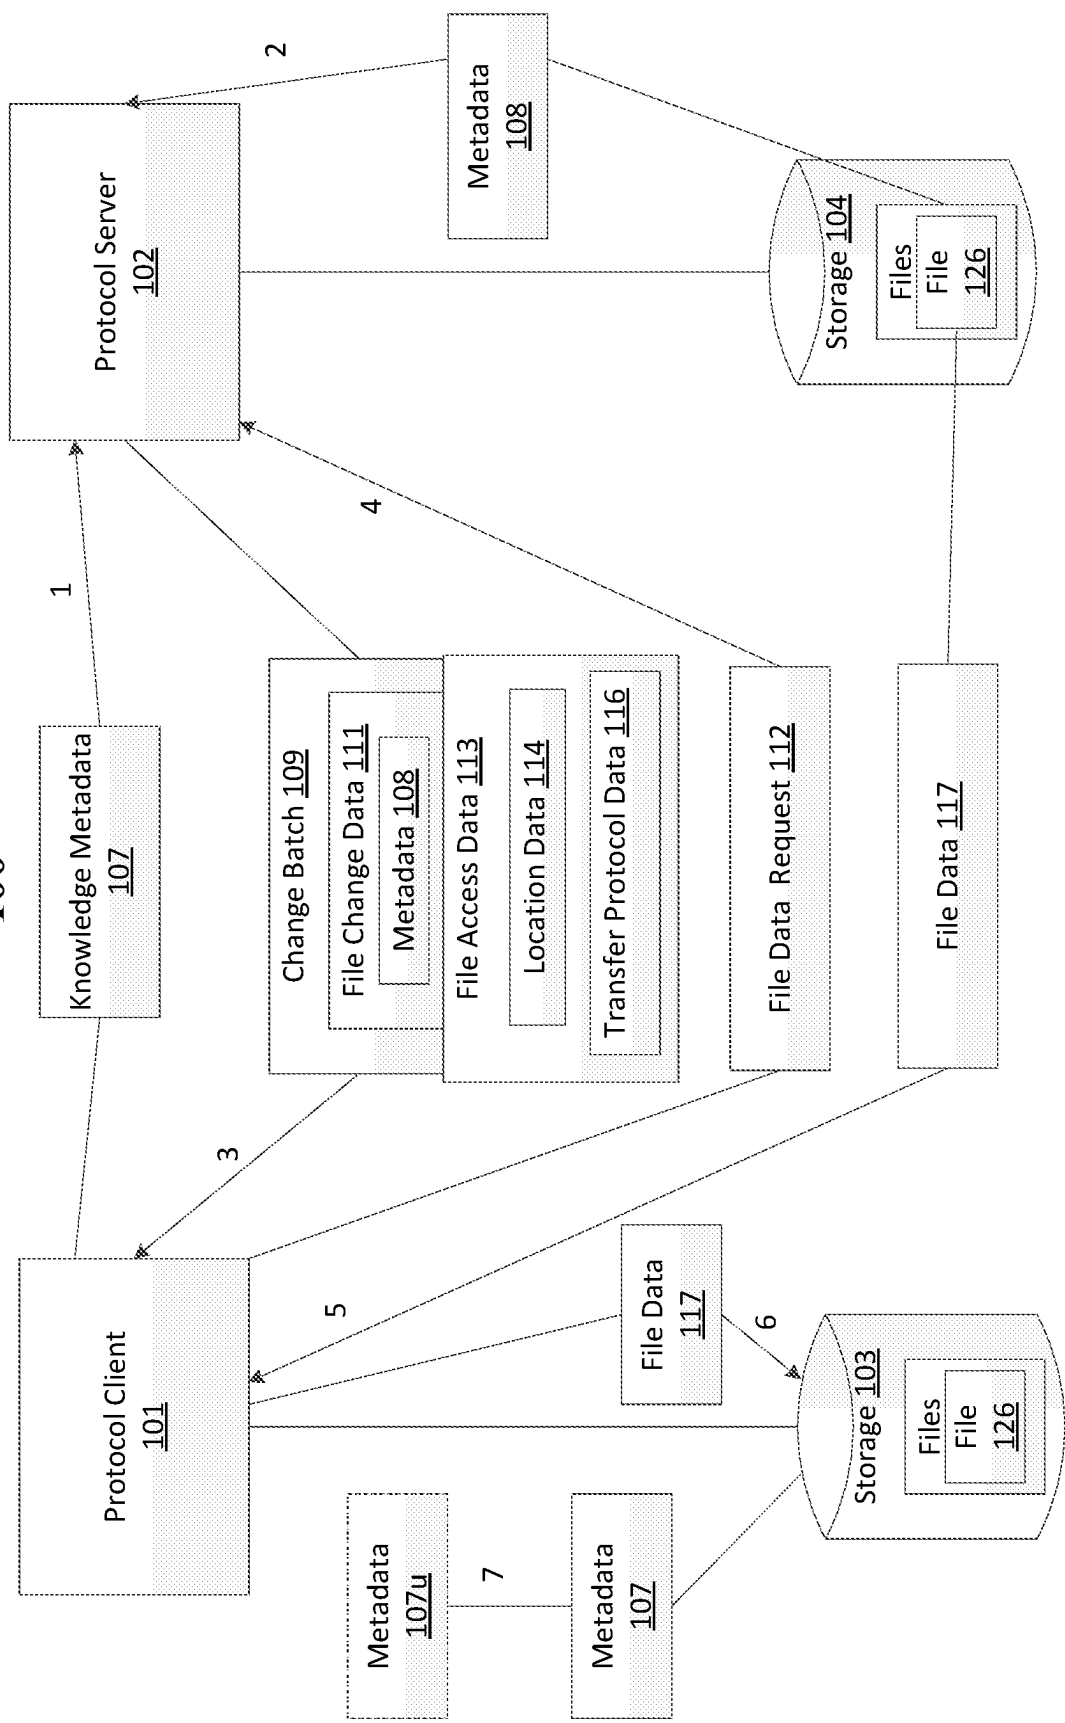 100
Protocol Client
101
Knowledge Metadata
107
1
Protocol Server
102
2
3
Change Batch 109
File Change Data 111
Metadata 108
File Access Data 113
Location Data 114
Transfer Protocol Data 116
4
Metadata
108
Metadata
107u
7
Metadata
107
5
File Data
117
6
Storage 103
Files
File
126
File Data Request 112
File Data 117
Storage 104
Files
File
126